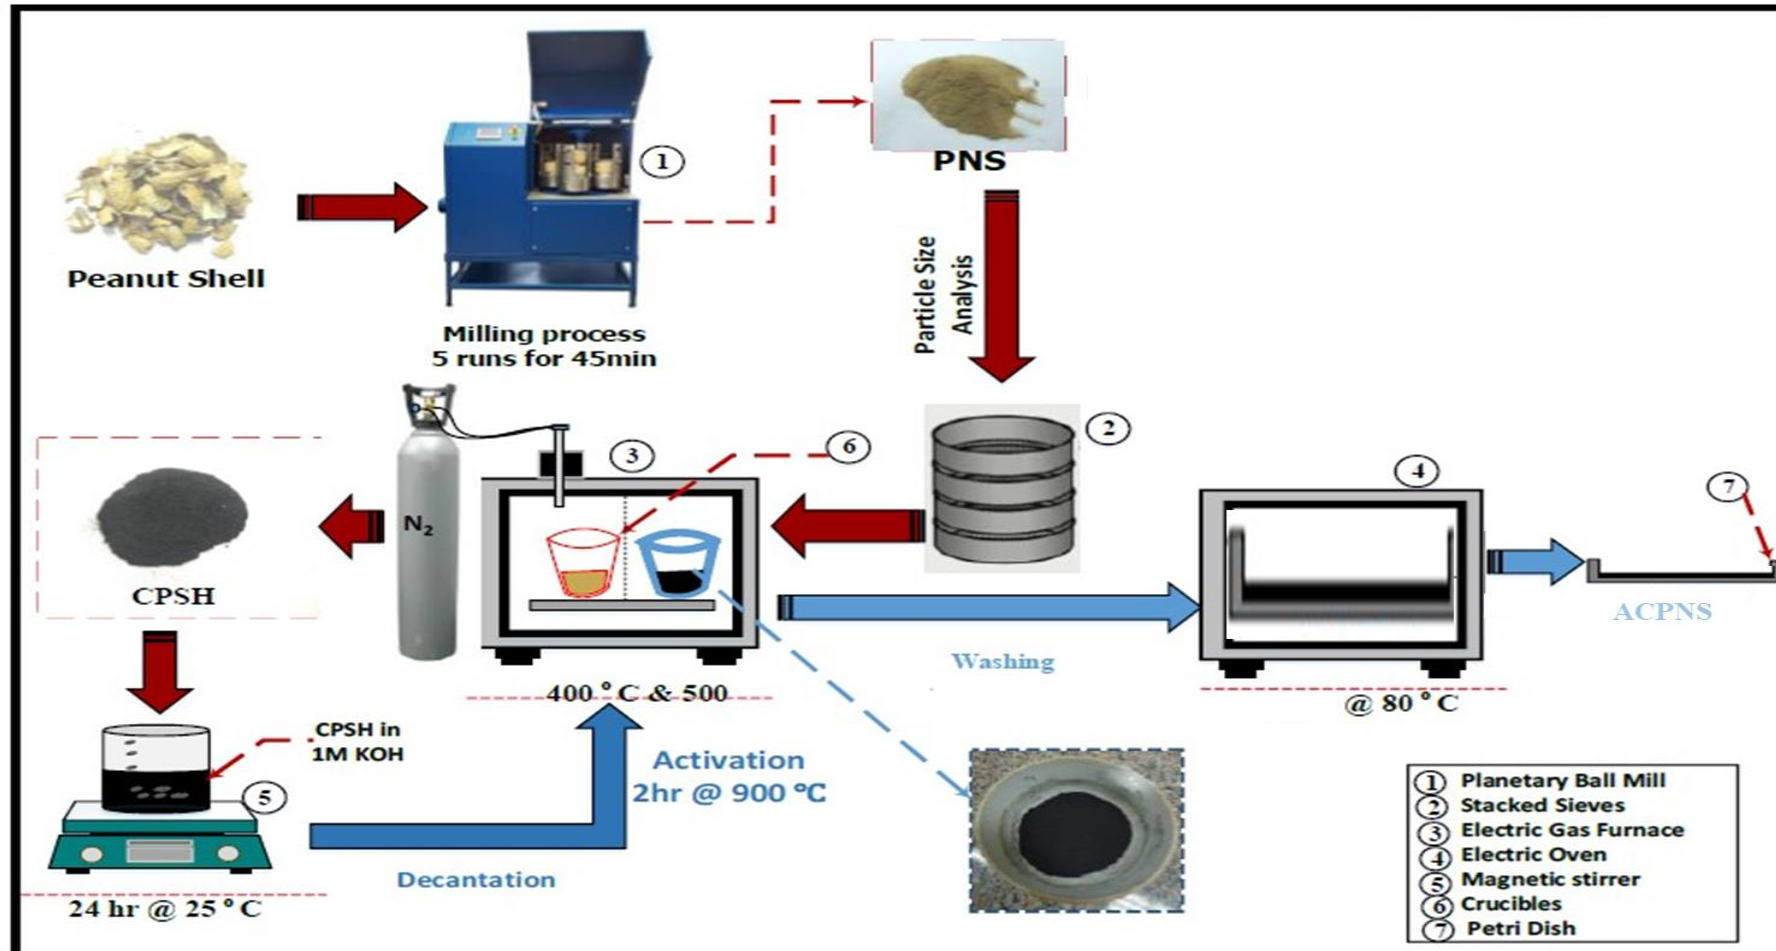 1
PNS
Peanut Shell
Particle Size
Analysis
Milling process
5 runs for 45min
2
3
6
4
7
N2
CPSH
ACPNS
Washing
400 °C & 500
@ 80 °C
CPSH in
1M KOH
5
Activation
2hr @ 900 °C
Decantation
24 hr @ 25 °C
1 Planetary Ball Mill
2 Stacked Sieves
3 Electric Gas Furnace
4 Electric Oven
5 Magnetic stirrer
6 Crucibles
7 Petri Dish